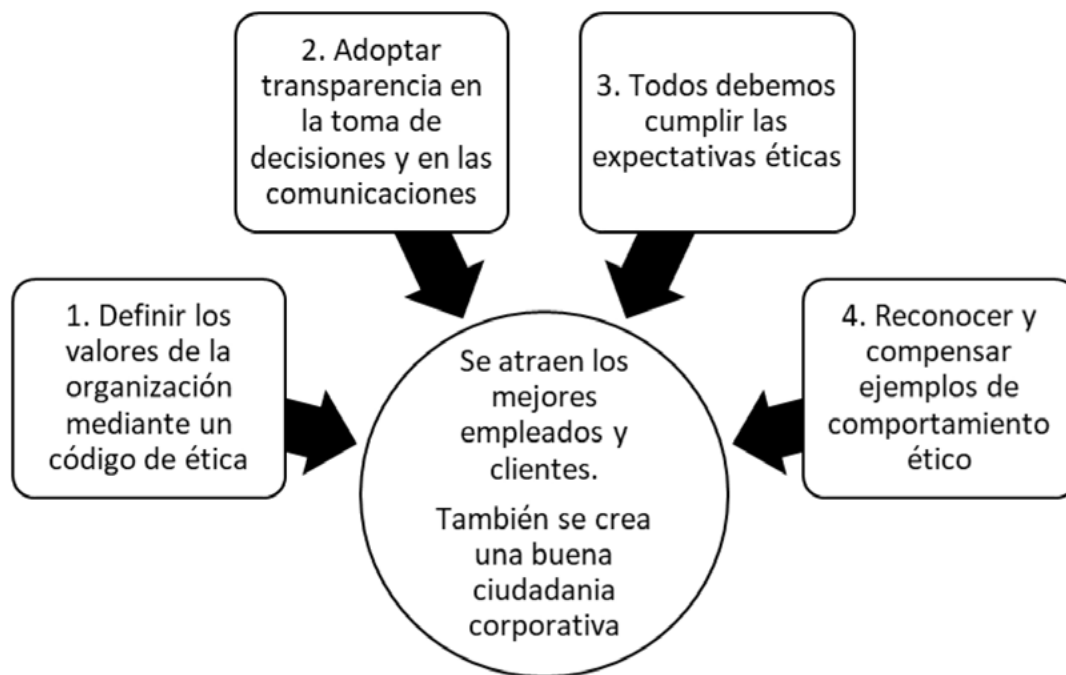 1. Definir los
valores de la
organización
mediante un
código de ética
2. Adoptar
transparencia en
la toma de
decisiones y en las
comunicaciones
3. Todos debemos
cumplir las
expectativas éticas
4. Reconocer y
compensar
ejemplos de
comportamiento
ético
Se atraen los
mejores
empleados y
clientes.
También se crea
una buena
ciudadania
corporativa